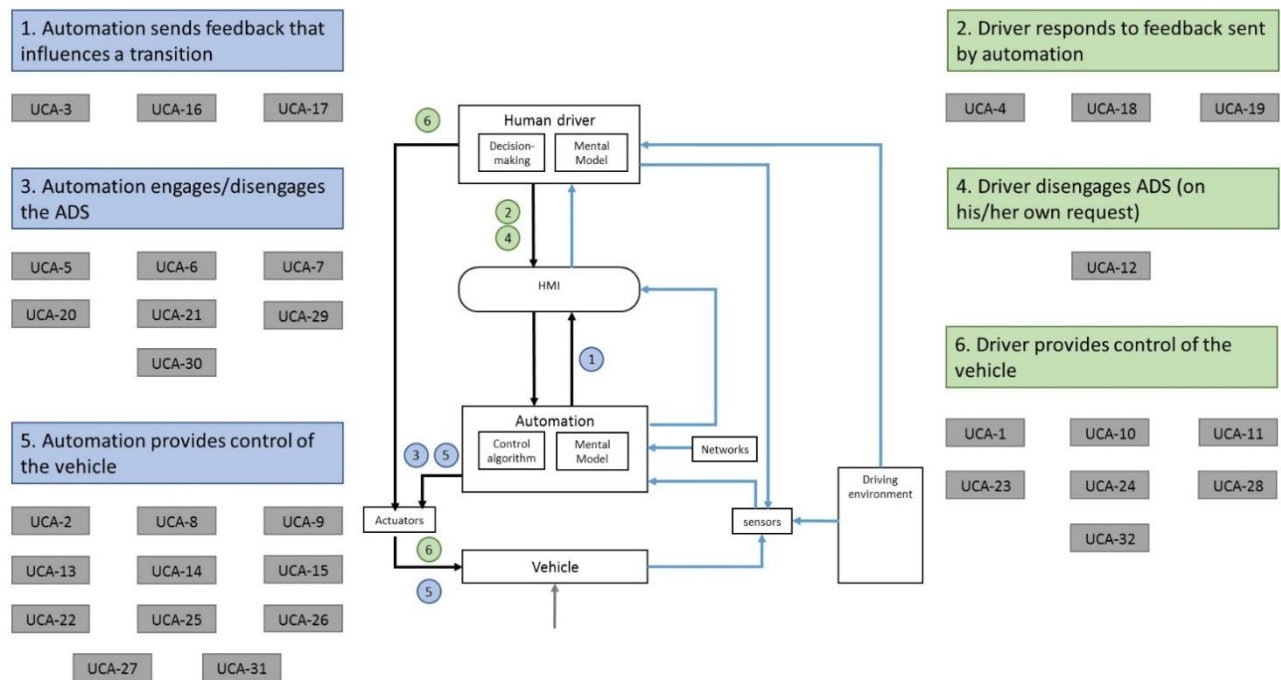 1. Automation sends feedback that
influences a transition
UCA-3 UCA-16 UCA-17
3. Automation engages/disengages
the ADS
UCA-5 UCA-6 UCA-7
UCA-20 UCA-21 UCA-29
UCA-30
5. Automation provides control of
the vehicle
UCA-2 UCA-8 UCA-9
UCA-13 UCA-14 UCA-15
UCA-22 UCA-25 UCA-26
UCA-27 UCA-31
6
Human driver
Decision-
making
Mental
Model
2
4
HMI
1
Automation
Control
algorithm
Mental
Model
Networks
3 5
Actuators
sensors
Driving
environment
6
5
Vehicle
2. Driver responds to feedback sent
by automation
UCA-4 UCA-18 UCA-19
4. Driver disengages ADS (on
his/her own request)
UCA-12
6. Driver provides control of the
vehicle
UCA-1 UCA-10 UCA-11
UCA-23 UCA-24 UCA-28
UCA-32